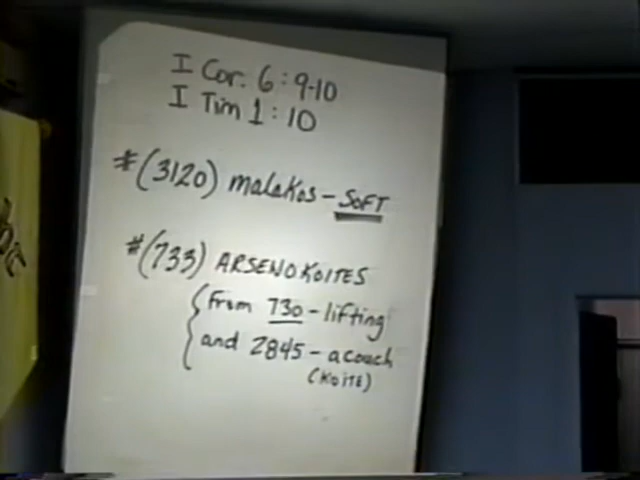 I Cor. 6:9-10
I Tim 1:10
#(3120) malakos - SOFT
#(733) ARSENOKOITES
from 730 - lifting
and 2845 - a couch
(KOITE)